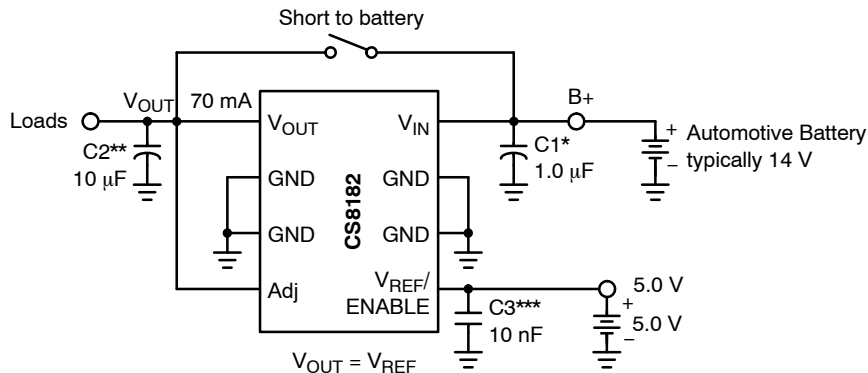 Short to battery
B+
VOUT
70 mA
Loads
VOUT
VIN
C2**
10 μF
C1*
1.0 μF
+
−
Automotive Battery
typically 14 V
GND
GND
CS8182
GND
GND
Adj
VREF/
ENABLE
C3***
10 nF
5.0 V
+
5.0 V
−
VOUT = VREF